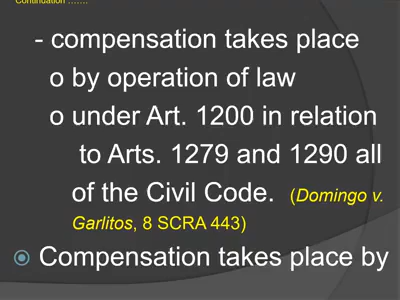 Continuation …….
- compensation takes place
o by operation of law
o under Art. 1200 in relation
to Arts. 1279 and 1290 all
of the Civil Code. (Domingo v.
Garlitos, 8 SCRA 443)
Compensation takes place by